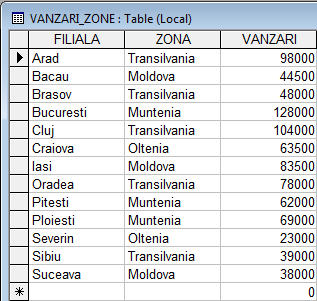 VANZARI_ZONE : Table (Local)
FILIALA ZONA VANZARI
Arad Transilvania 98000
Bacau Moldova 44500
Brasov Transilvania 48000
Bucuresti Muntenia 128000
Cluj Transilvania 104000
Craiova Oltenia 63500
Iasi Moldova 83500
Oradea Transilvania 78000
Pitesti Muntenia 62000
Ploiesti Muntenia 69000
Severin Oltenia 23000
Sibiu Transilvania 39000
Suceava Moldova 38000
0